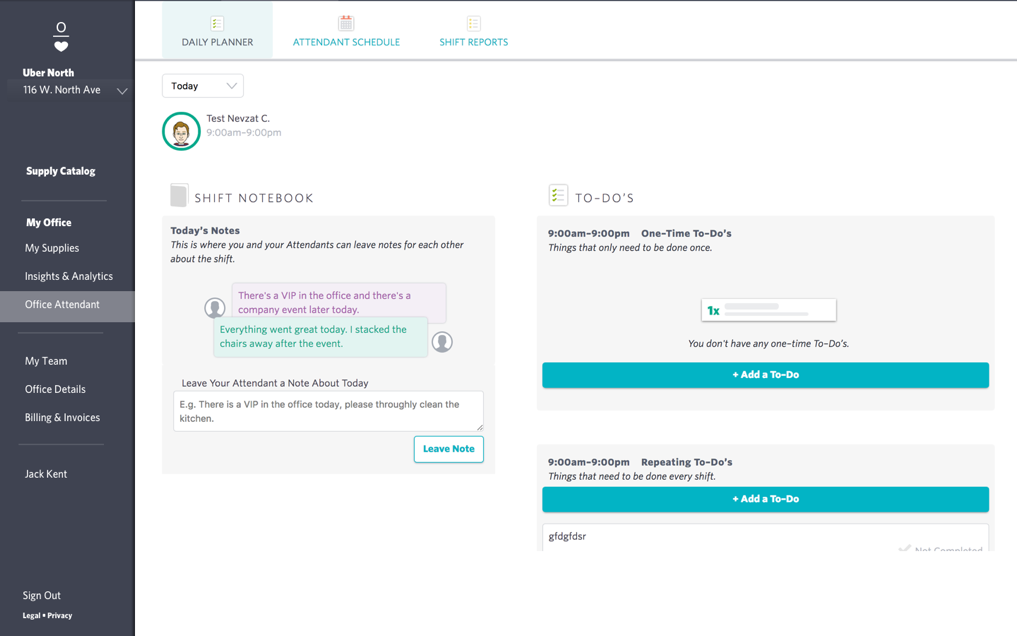 O
Uber North
116 W. North Ave
Supply Catalog
My Office
My Supplies
Insights & Analytics
Office Attendant
My Team
Office Details
Billing & Invoices
Jack Kent
Sign Out
Legal • Privacy
DAILY PLANNER
ATTENDANT SCHEDULE
SHIFT REPORTS
Today
Test Nevzat C.
9:00am–9:00pm
SHIFT NOTEBOOK
Today's Notes
This is where you and your Attendants can leave notes for each other
about the shift.
There's a VIP in the office and there's a
company event later today.
Everything went great today. I stacked the
chairs away after the event.
Leave Your Attendant a Note About Today
E.g. There is a VIP in the office today, please throughly clean the
kitchen.
Leave Note
TO-DO'S
9:00am–9:00pm One-Time To-Do's
Things that only need to be done once.
1x
You don't have any one-time To-Do's.
+ Add a To-Do
9:00am–9:00pm Repeating To-Do's
Things that need to be done every shift.
+ Add a To-Do
gfdgfdsr
Not Completed